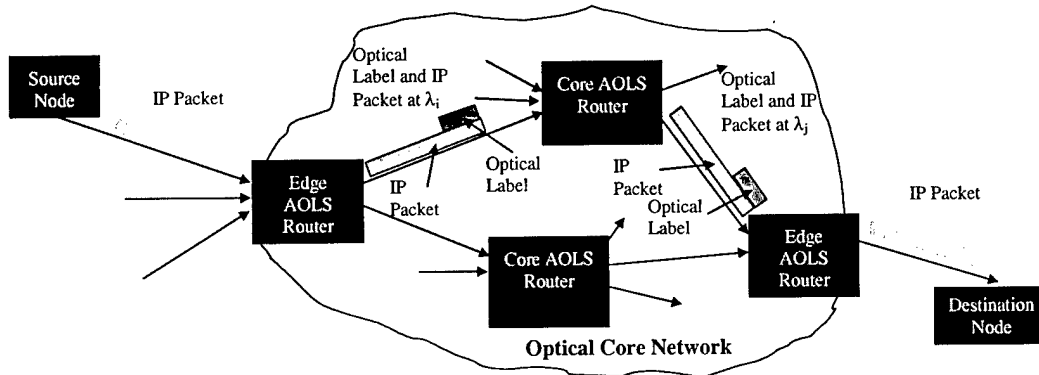 Source
Node
IP Packet
Optical
Label and IP
Packet at λi
Core AOLS
Router
Optical
Label and IP
Packet at λj
Optical
Label
IP
Packet
Edge
AOLS
Router
IP
Packet
Optical
Label
IP Packet
Core AOLS
Router
Edge
AOLS
Router
Destination
Node
Optical Core Network